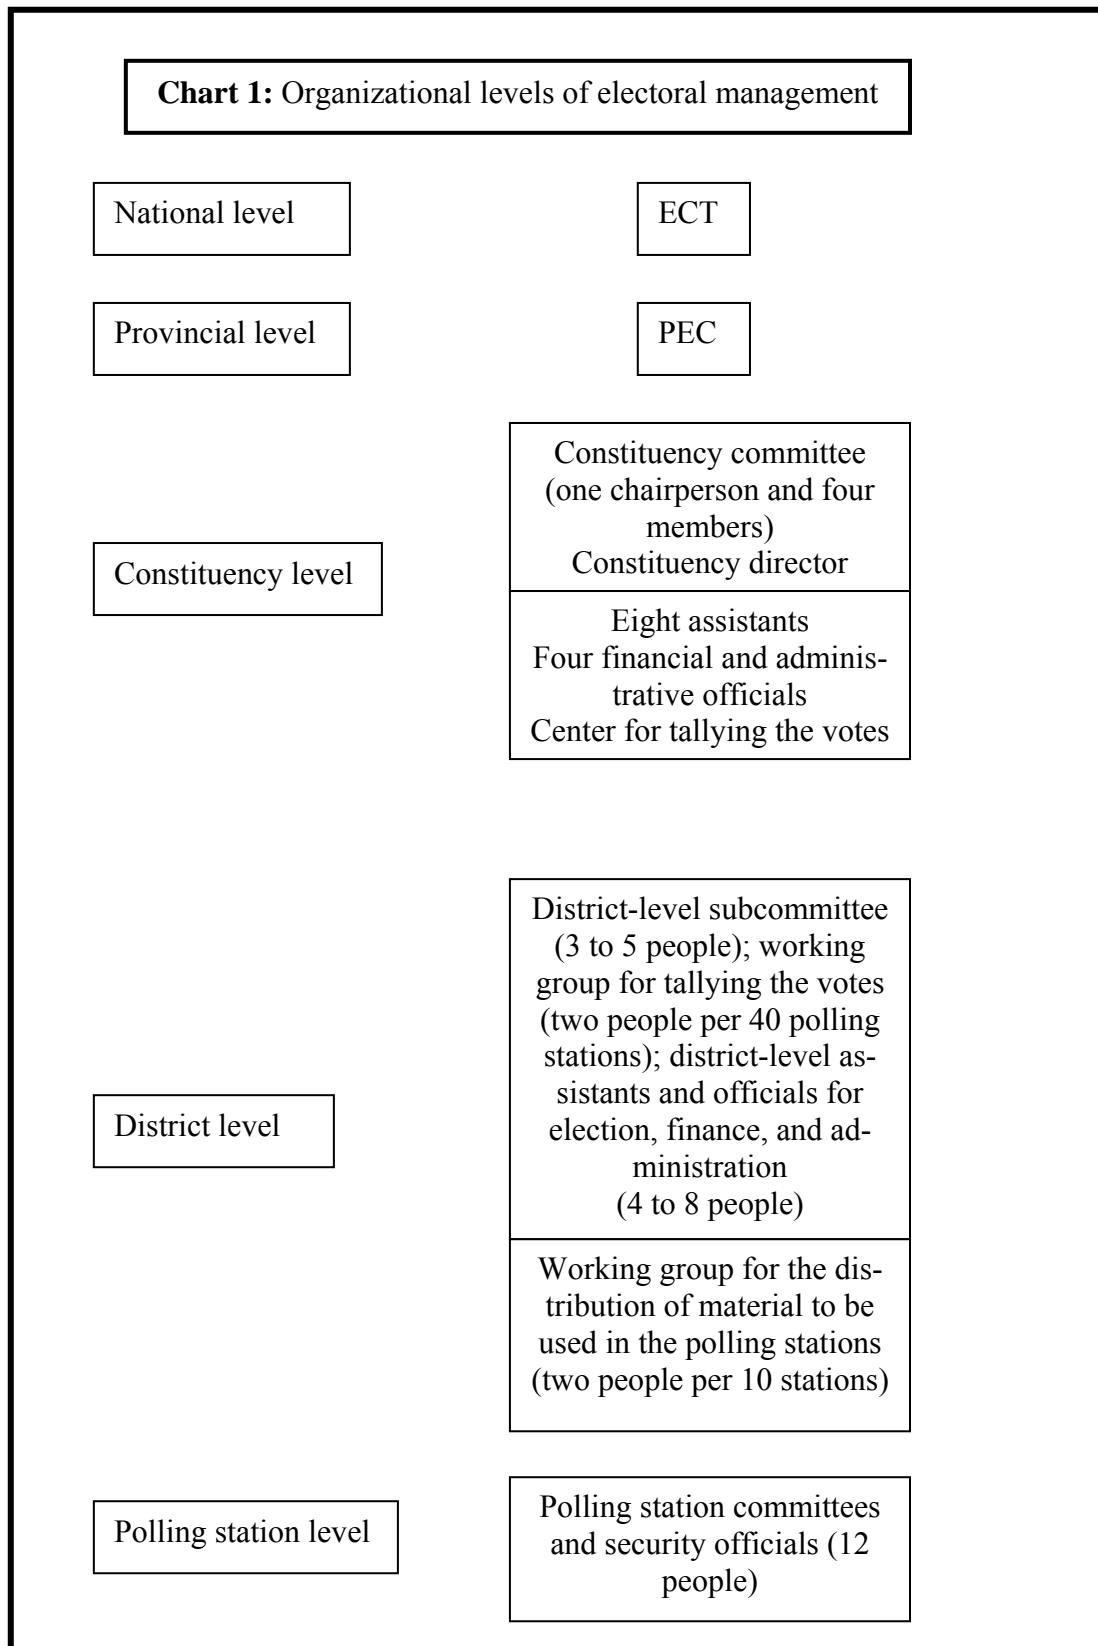 Chart 1: Organizational levels of electoral management
National level
ECT
Provincial level
PEC
Constituency level
Constituency committee
(one chairperson and four
members)
Constituency director
Eight assistants
Four financial and adminis-
trative officials
Center for tallying the votes
District level
District-level subcommittee
(3 to 5 people); working
group for tallying the votes
(two people per 40 polling
stations); district-level as-
sistants and officials for
election, finance, and ad-
ministration
(4 to 8 people)
Working group for the dis-
tribution of material to be
used in the polling stations
(two people per 10 stations)
Polling station level
Polling station committees
and security officials (12
people)